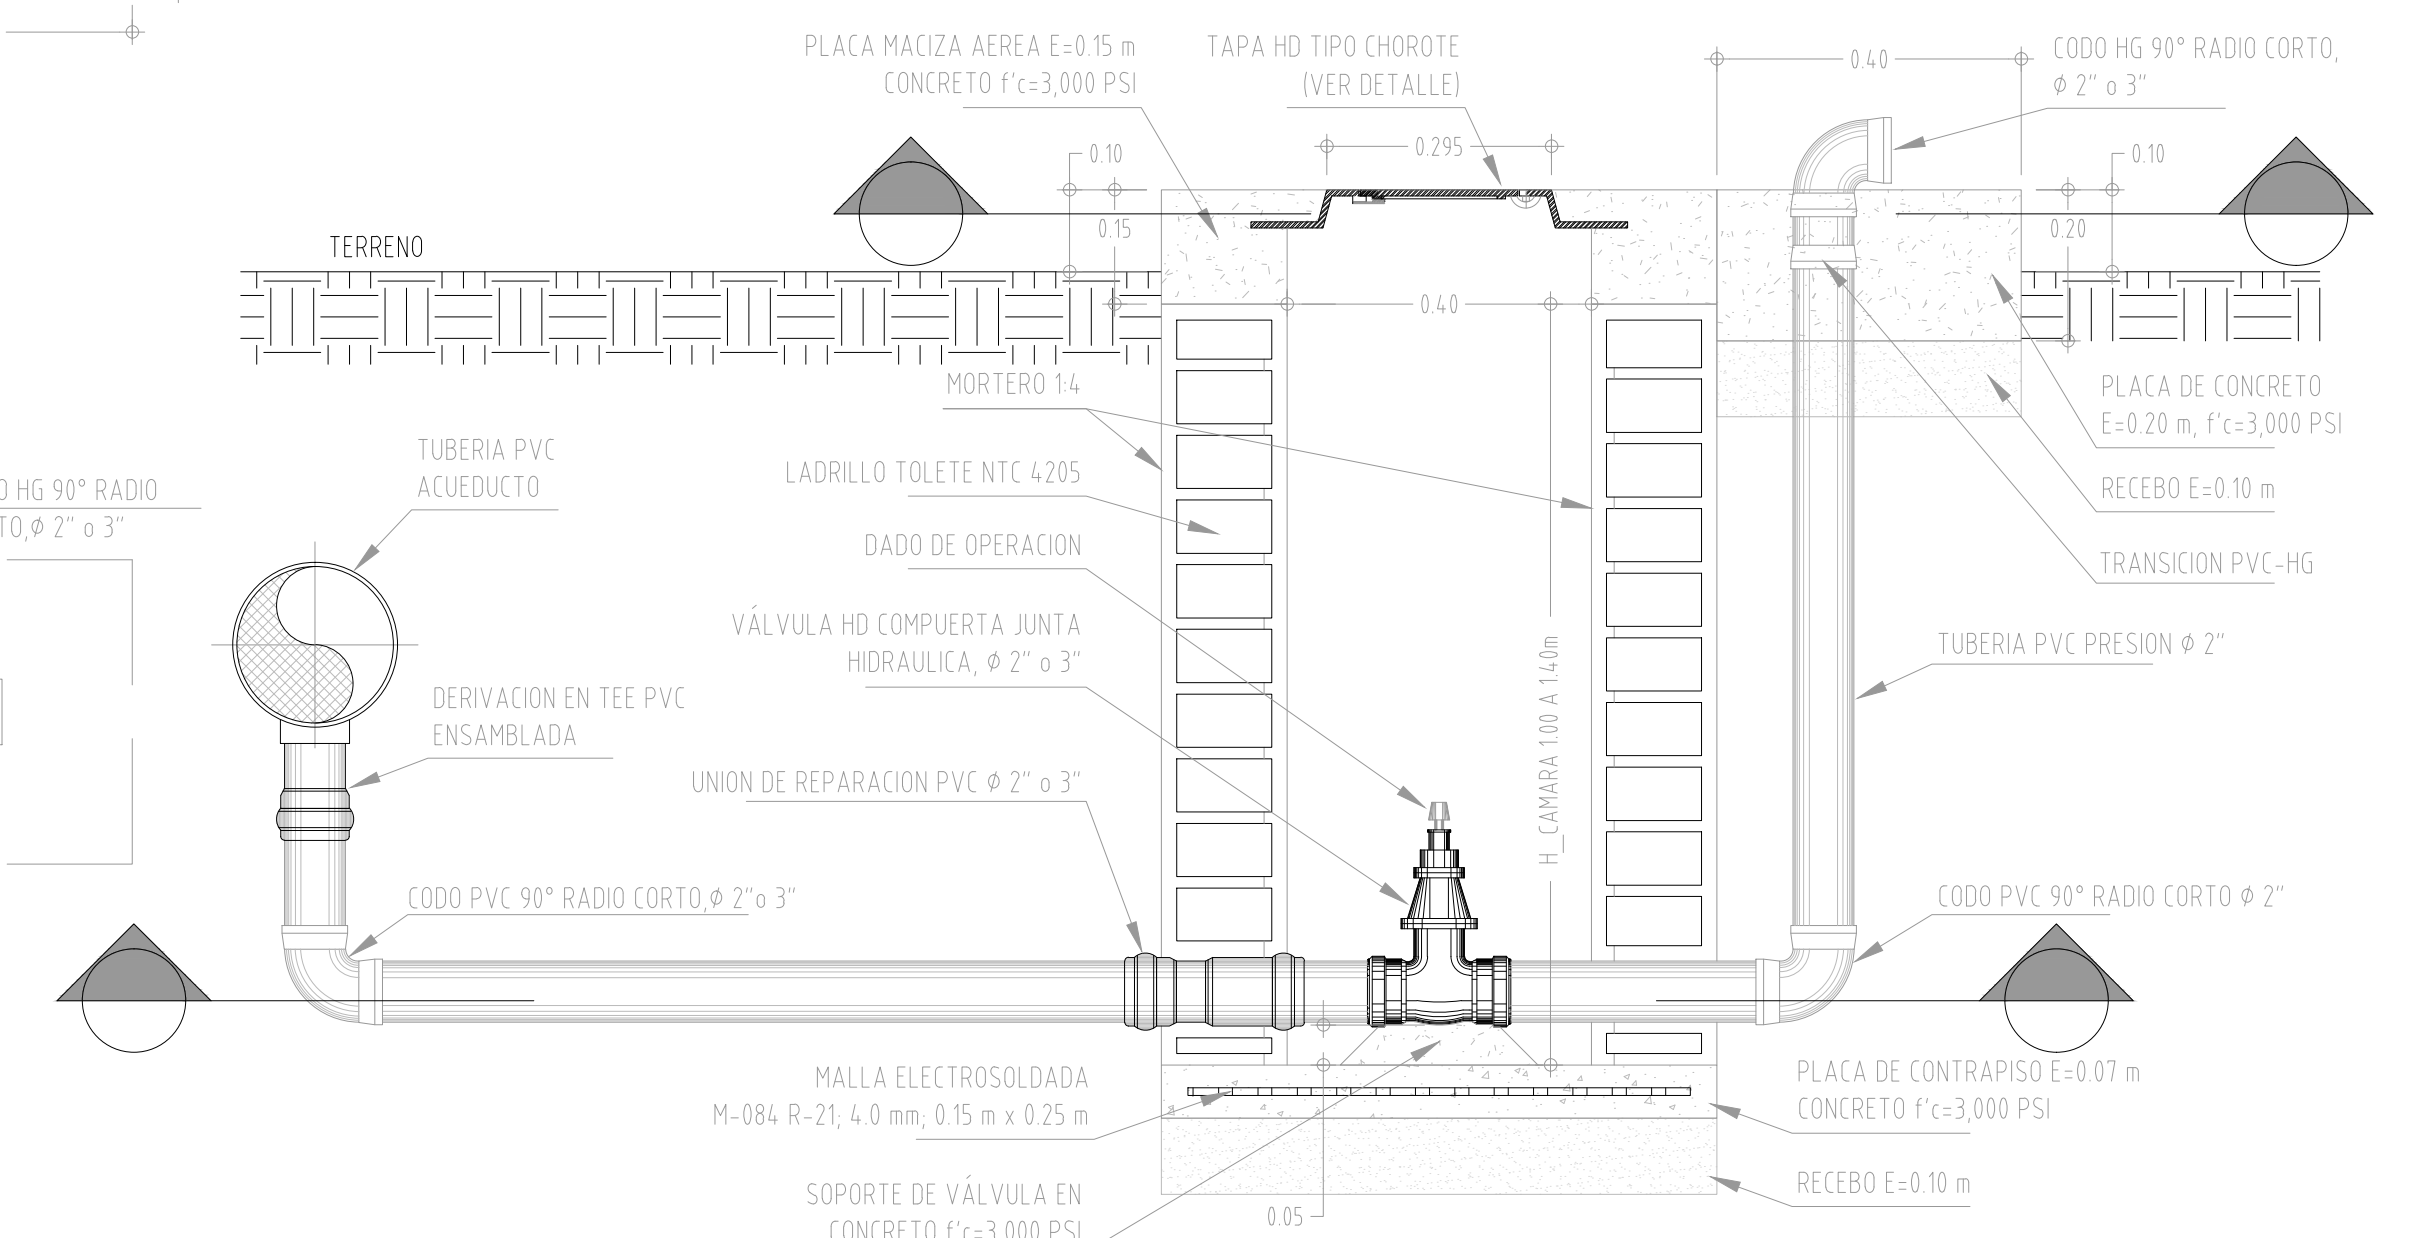 PLACA MACIZA AEREA E=0.15 m
CONCRETO f'c=3,000 PSI
TAPA HD TIPO CHOROTE
(VER DETALLE)
0.40
CODO HG 90° RADIO CORTO,
ϕ 2" o 3"
0.10
0.295
0.10
0.15
0.20
TERRENO
0.40
MORTERO 1:4
PLACA DE CONCRETO
E=0.20 m, f'c=3,000 PSI
TUBERIA PVC
ACUEDUCTO
LADRILLO TOLETE NTC 4205
RECEBO E=0.10 m
HG 90° RADIO
ϕ 2" o 3"
DADO DE OPERACION
TRANSICION PVC-HG
VÁLVULA HD COMPUERTA JUNTA
HIDRAULICA, ϕ 2" o 3"
H_CAMARA 1.00 A 1.40m
TUBERIA PVC PRESION ϕ 2"
DERIVACION EN TEE PVC
ENSAMBLADA
UNION DE REPARACION PVC ϕ 2" o 3"
CODO PVC 90° RADIO CORTO,ϕ 2"o 3"
CODO PVC 90° RADIO CORTO ϕ 2"
MALLA ELECTROSOLDADA
M-084 R-21; 4.0 mm; 0.15 m x 0.25 m
PLACA DE CONTRAPISO E=0.07 m
CONCRETO f'c=3,000 PSI
SOPORTE DE VÁLVULA EN
CONCRETO f'c=3,000 PSI
0.05
RECEBO E=0.10 m